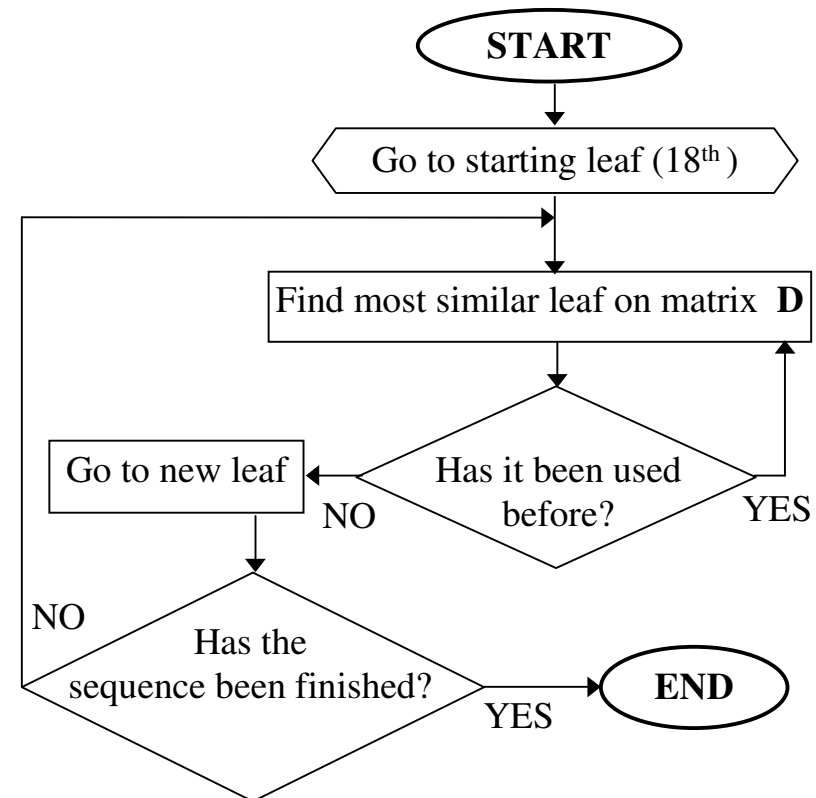 START
Go to starting leaf (18th)
Find most similar leaf on matrix D
Has it been used
before?
YES
NO
Go to new leaf
Has the
sequence been finished?
NO
YES
END